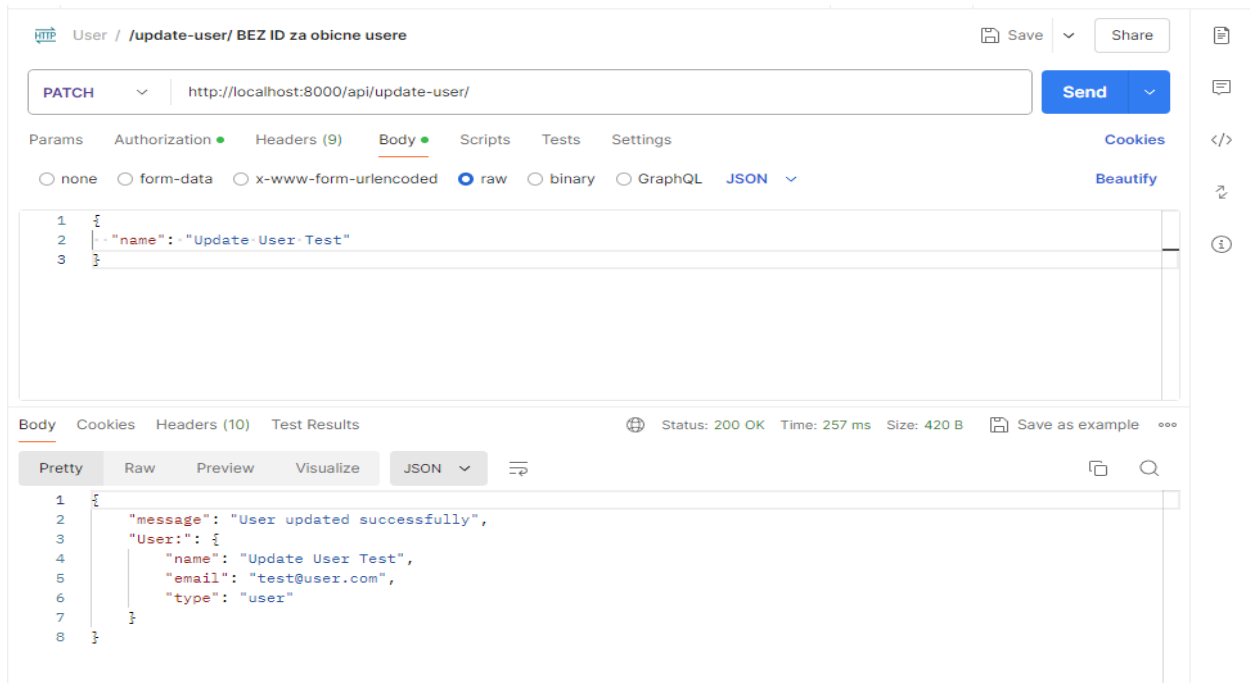 HTTP User / /update-user/ BEZ ID za obicne usere Save Share
PATCH http://localhost:8000/api/update-user/ Send
Params Authorization Headers (9) Body Scripts Tests Settings Cookies
none form-data x-www-form-urlencoded raw binary GraphQL JSON Beautify
1 {
2 "name": "Update User Test"
3 }
Body Cookies Headers (10) Test Results Status: 200 OK Time: 257 ms Size: 420 B Save as example
Pretty Raw Preview Visualize JSON
1 {
2 "message": "User updated successfully",
3 "User:": {
4 "name": "Update User Test",
5 "email": "test@user.com",
6 "type": "user"
7 }
8 }